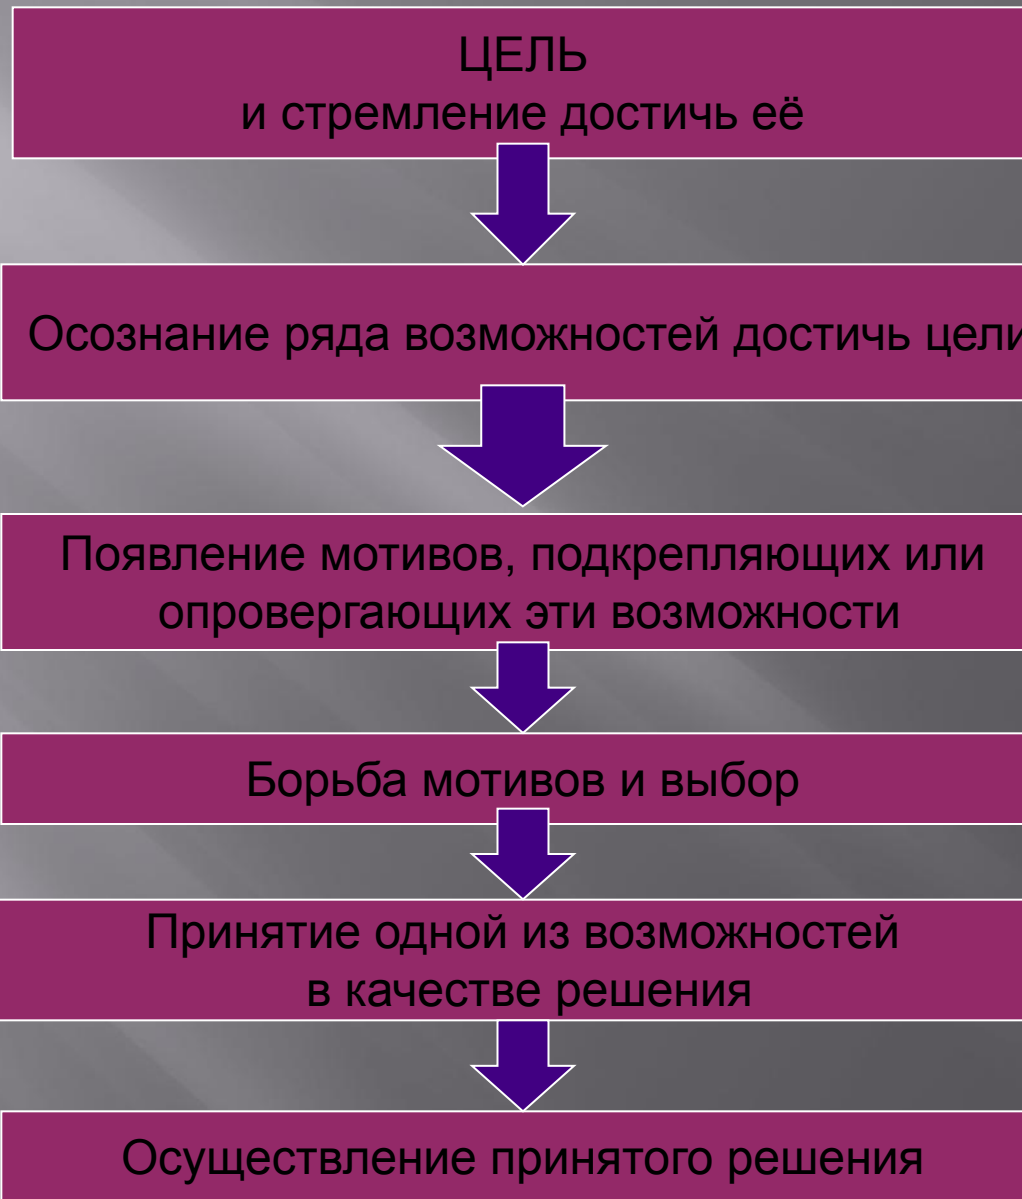 ЦЕЛЬ
и стремление достичь её
Осознание ряда возможностей достичь цели
Появление мотивов, подкрепляющих или
опровергающих эти возможности
Борьба мотивов и выбор
Принятие одной из возможностей
в качестве решения
Осуществление принятого решения